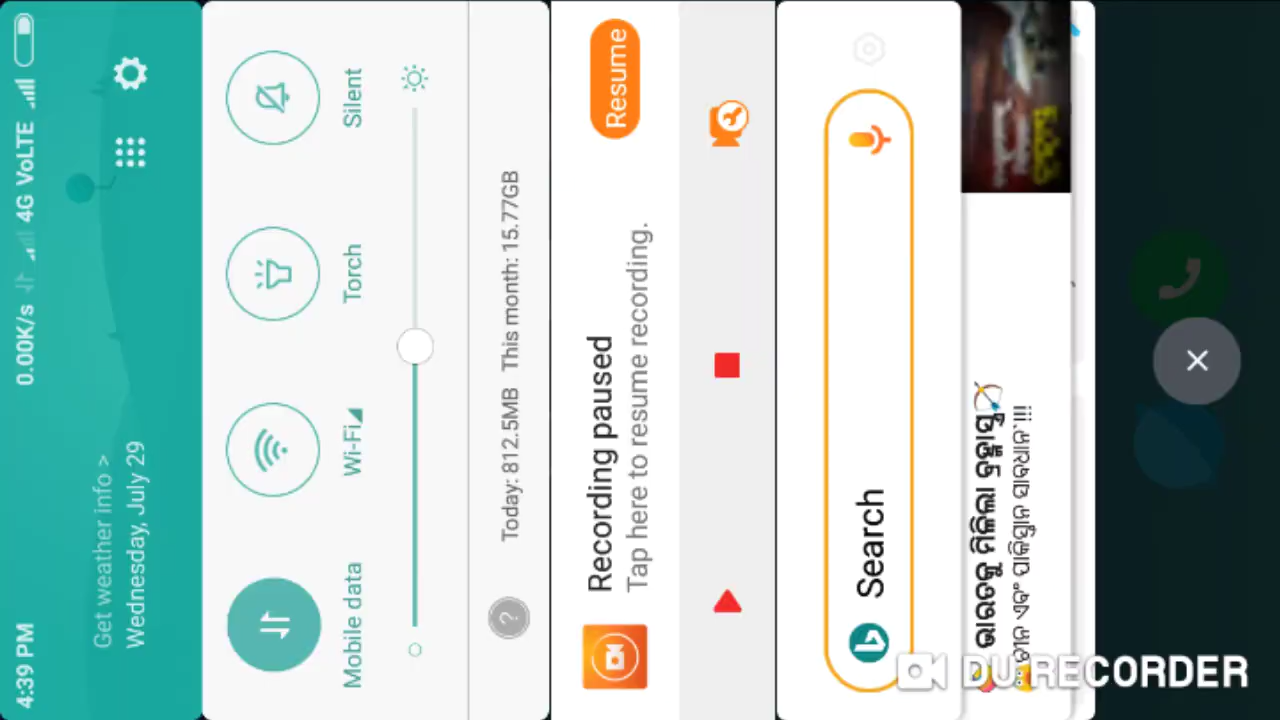 4:39 PM
0.00K/s
4G VoLTE
Get weather info >
Wednesday, July 29
Mobile data
Wi-Fi
Torch
Silent
Today: 812.5MB
This month: 15.77GB
Recording paused
Tap here to resume recording.
Resume
Search
DU RECORDER